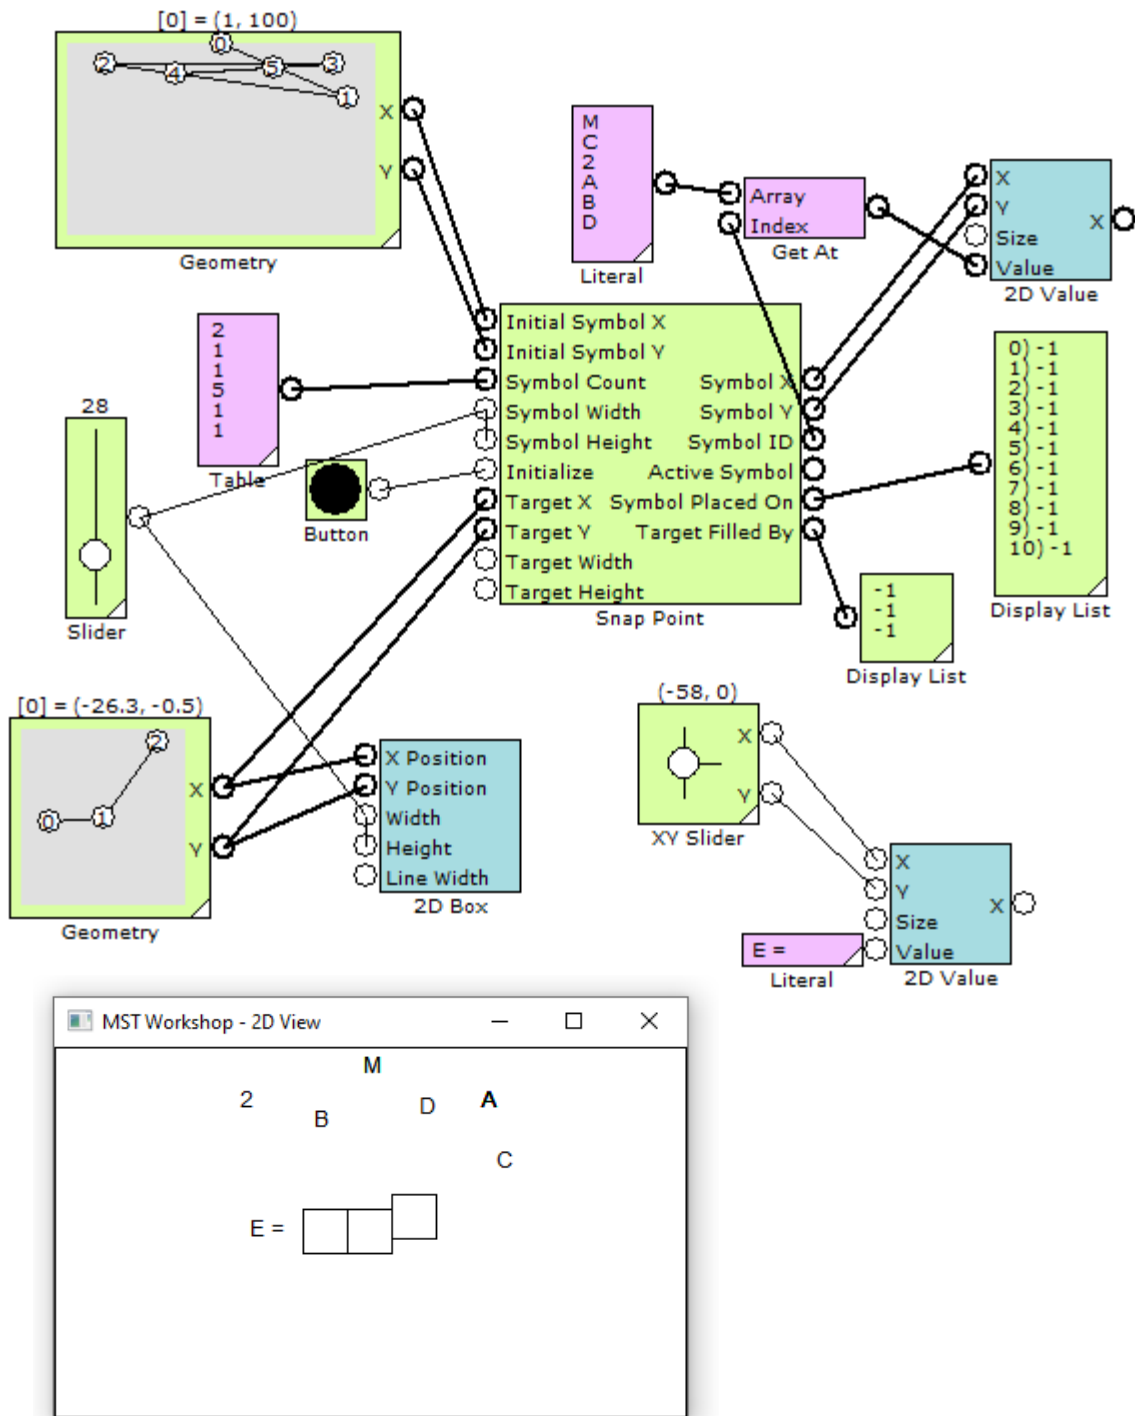 [0] = (1, 100)
0
2
4
5
3
1
X
Y
Geometry
M
C
2
A
B
D
Literal
Array
Index
Get At
X
Y
Size
Value
X
2D Value
2
1
1
5
1
1
Table
28
Slider
Button
Initial Symbol X
Initial Symbol Y
Symbol Count
Symbol Width
Symbol Height
Initialize
Target X
Target Y
Target Width
Target Height
Symbol X
Symbol Y
Symbol ID
Active Symbol
Symbol Placed On
Target Filled By
Snap Point
0) -1
1) -1
2) -1
3) -1
4) -1
5) -1
6) -1
7) -1
8) -1
9) -1
10) -1
Display List
-1
-1
-1
Display List
[0] = (-26.3, -0.5)
2
0
1
X
Y
Geometry
X Position
Y Position
Width
Height
Line Width
2D Box
(-58, 0)
X
Y
XY Slider
X
Y
Size
Value
X
2D Value
E =
Literal
MST Workshop - 2D View
M
2
B
D
A
C
E =